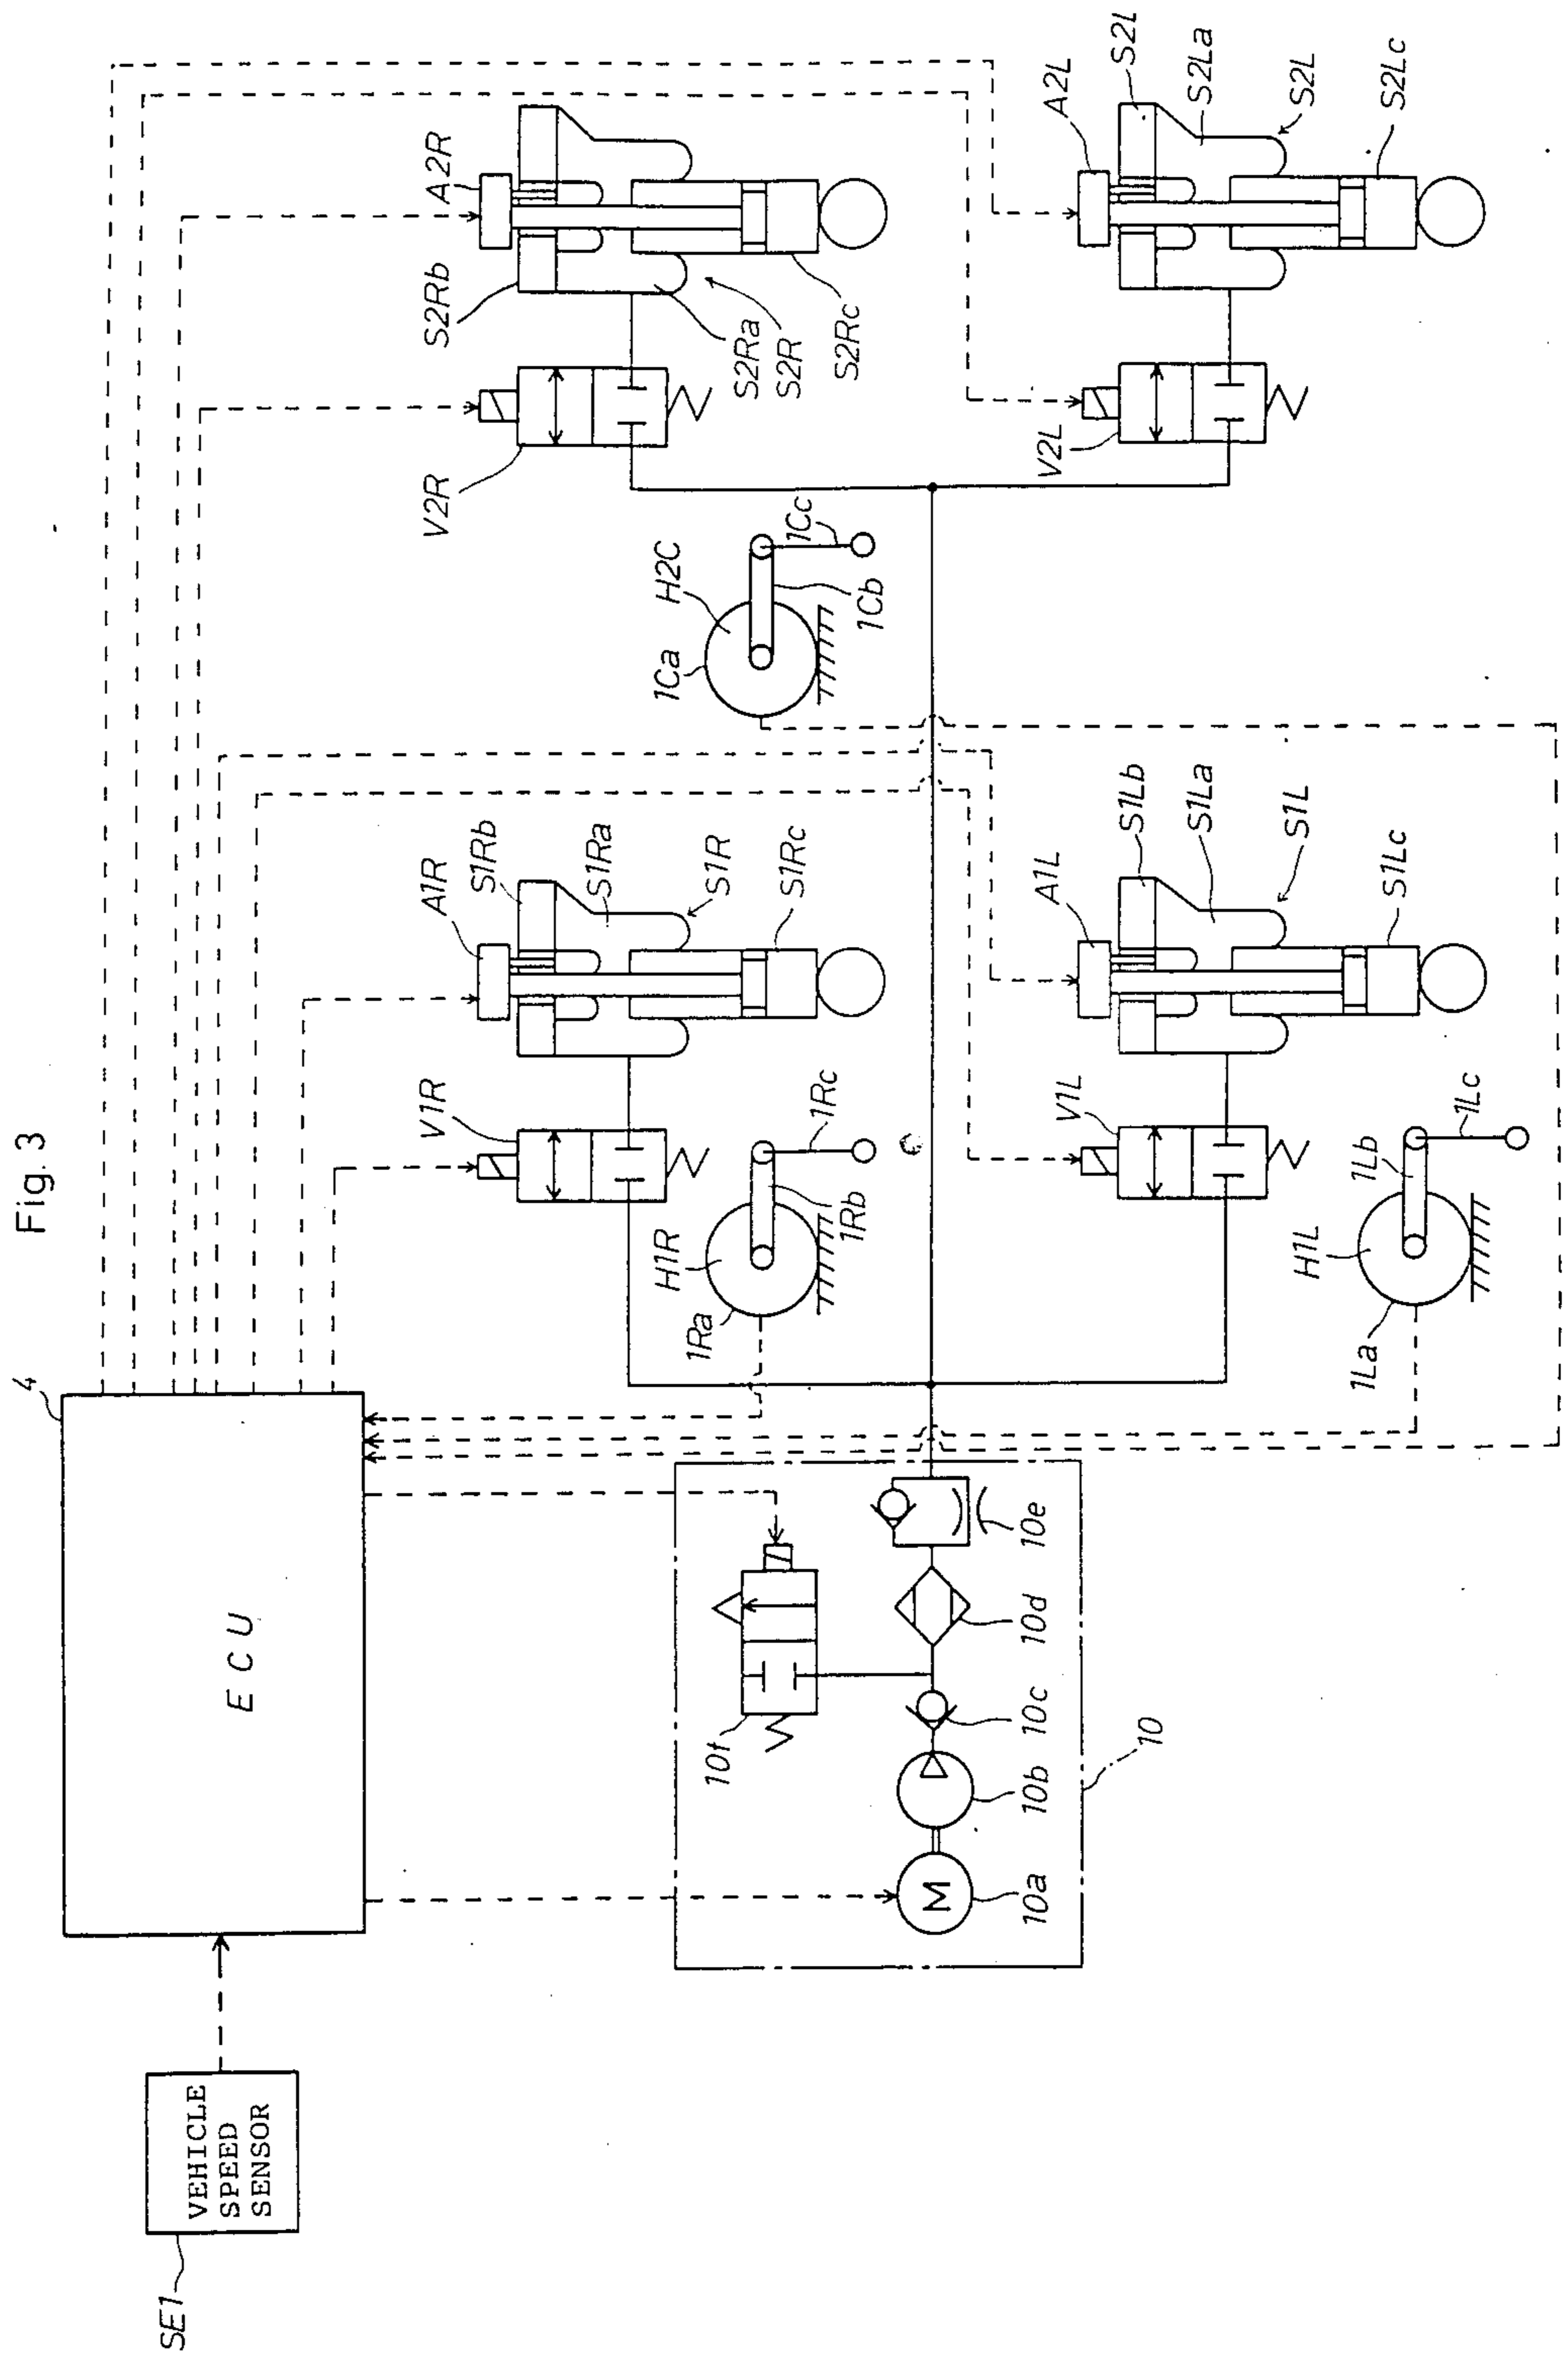 Fig. 3
4
ECU
VEHICLE
SPEED
SENSOR
SE1
A2R
S2Rb
S2Ra
S2R
S2Rc
V2R
A2L
S2L
S2La
S2L
S2Lc
V2L
H2C
1Ca
1Cb
1Cc
A1R
S1Rb
S1Ra
S1R
S1Rc
V1R
H1R
1Ra
1Rb
1Rc
A1L
S1Lb
S1La
S1L
S1Lc
V1L
H1L
1La
1Lb
1Lc
10f
10e
10d
10c
10b
10a
M
10